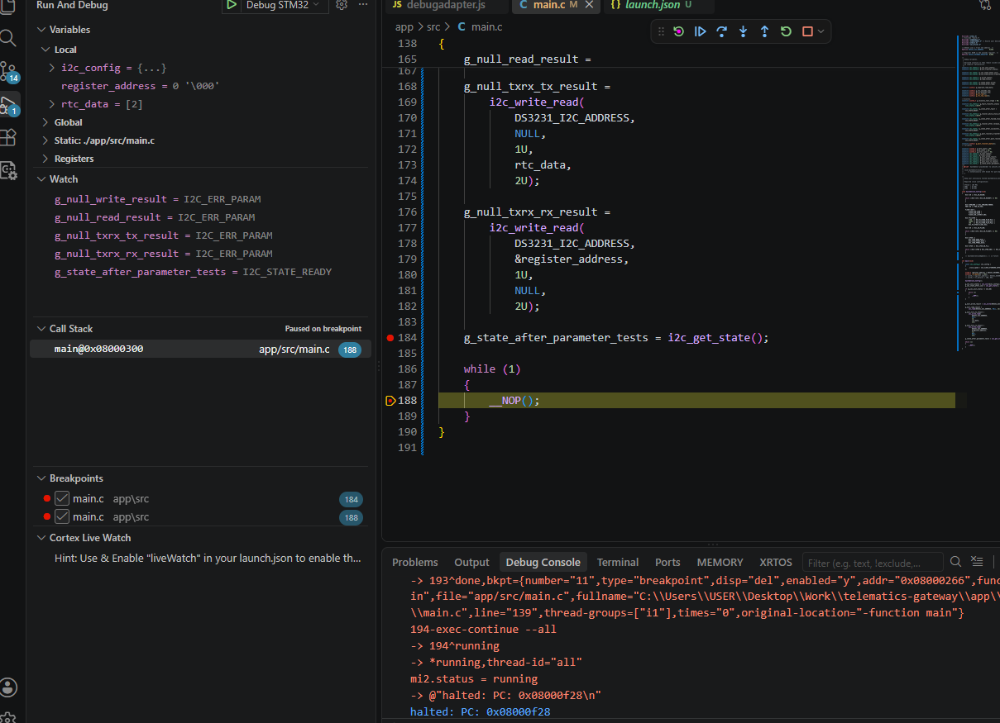 Run And Debug
Debug STM32
Variables
Local
i2c_config = {...}
register_address = 0 '\000'
rtc_data = [2]
Global
Static: ./app/src/main.c
Registers
Watch
g_null_write_result = I2C_ERR_PARAM
g_null_read_result = I2C_ERR_PARAM
g_null_txrx_tx_result = I2C_ERR_PARAM
g_null_txrx_rx_result = I2C_ERR_PARAM
g_state_after_parameter_tests = I2C_STATE_READY
Call Stack
Paused on breakpoint
main@0x08000300
app/src/main.c
188
Breakpoints
main.c app\src 184
main.c app\src 188
Cortex Live Watch
Hint: Use & Enable "liveWatch" in your launch.json to enable th...
14
1
JS debugadapter.js
C main.c M
{} launch.json U
app > src > C main.c
138 {
165 g_null_read_result =
167
168 g_null_txrx_tx_result =
169 i2c_write_read(
170 DS3231_I2C_ADDRESS,
171 NULL,
172 1U,
173 rtc_data,
174 2U);
175
176 g_null_txrx_rx_result =
177 i2c_write_read(
178 DS3231_I2C_ADDRESS,
179 &register_address,
180 1U,
181 NULL,
182 2U);
183
184 g_state_after_parameter_tests = i2c_get_state();
185
186 while (1)
187 {
188 __NOP();
189 }
190 }
191
Problems Output Debug Console Terminal Ports MEMORY XRTOS
Filter (e.g. text, !exclude,...
-> 193^done,bkpt={number="11",type="breakpoint",disp="del",enabled="y",addr="0x08000266",func
in",file="app/src/main.c",fullname="C:\\Users\\USER\\Desktop\\Work\\telematics-gateway\\app\\
\\main.c",line="139",thread-groups=["i1"],times="0",original-location="-function main"}
194-exec-continue --all
-> 194^running
-> *running,thread-id="all"
mi2.status = running
-> @"halted: PC: 0x08000f28\n"
halted: PC: 0x08000f28